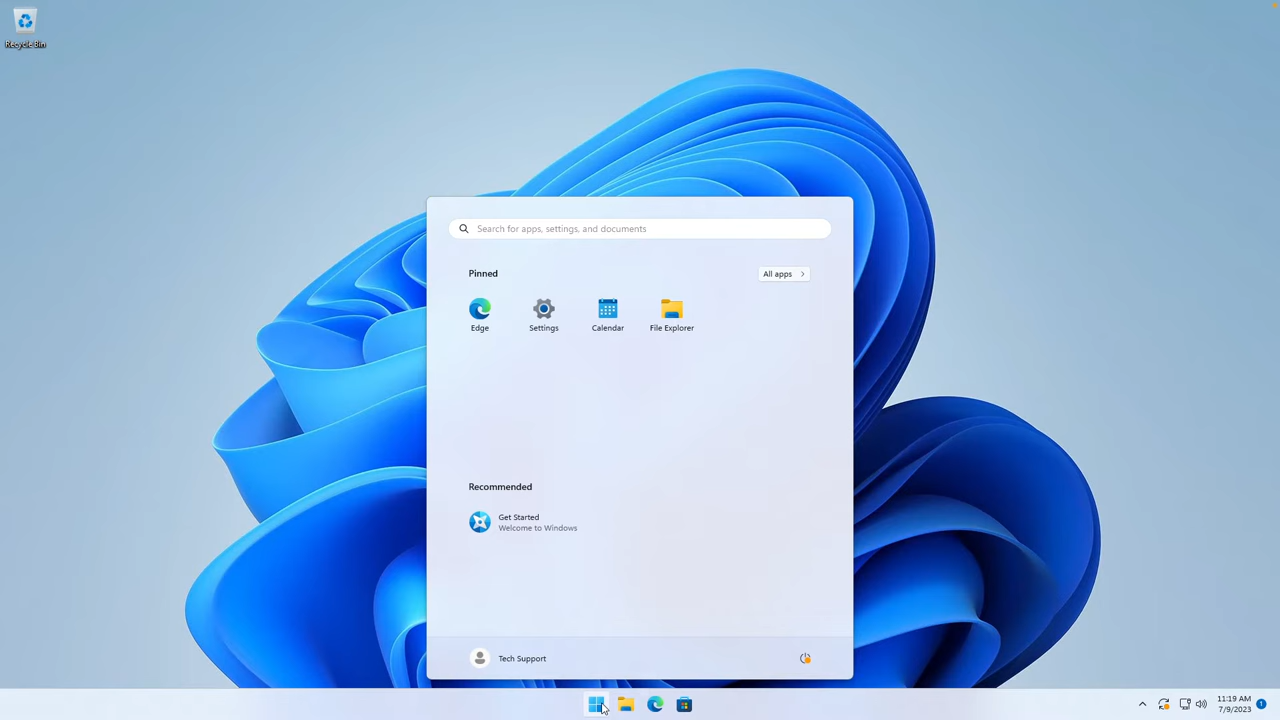 Recycle Bin
Search for apps, settings, and documents
Pinned
All apps
Edge
Settings
Calendar
File Explorer
Recommended
Get Started
Welcome to Windows
Tech Support
11:19 AM
7/9/2023
1